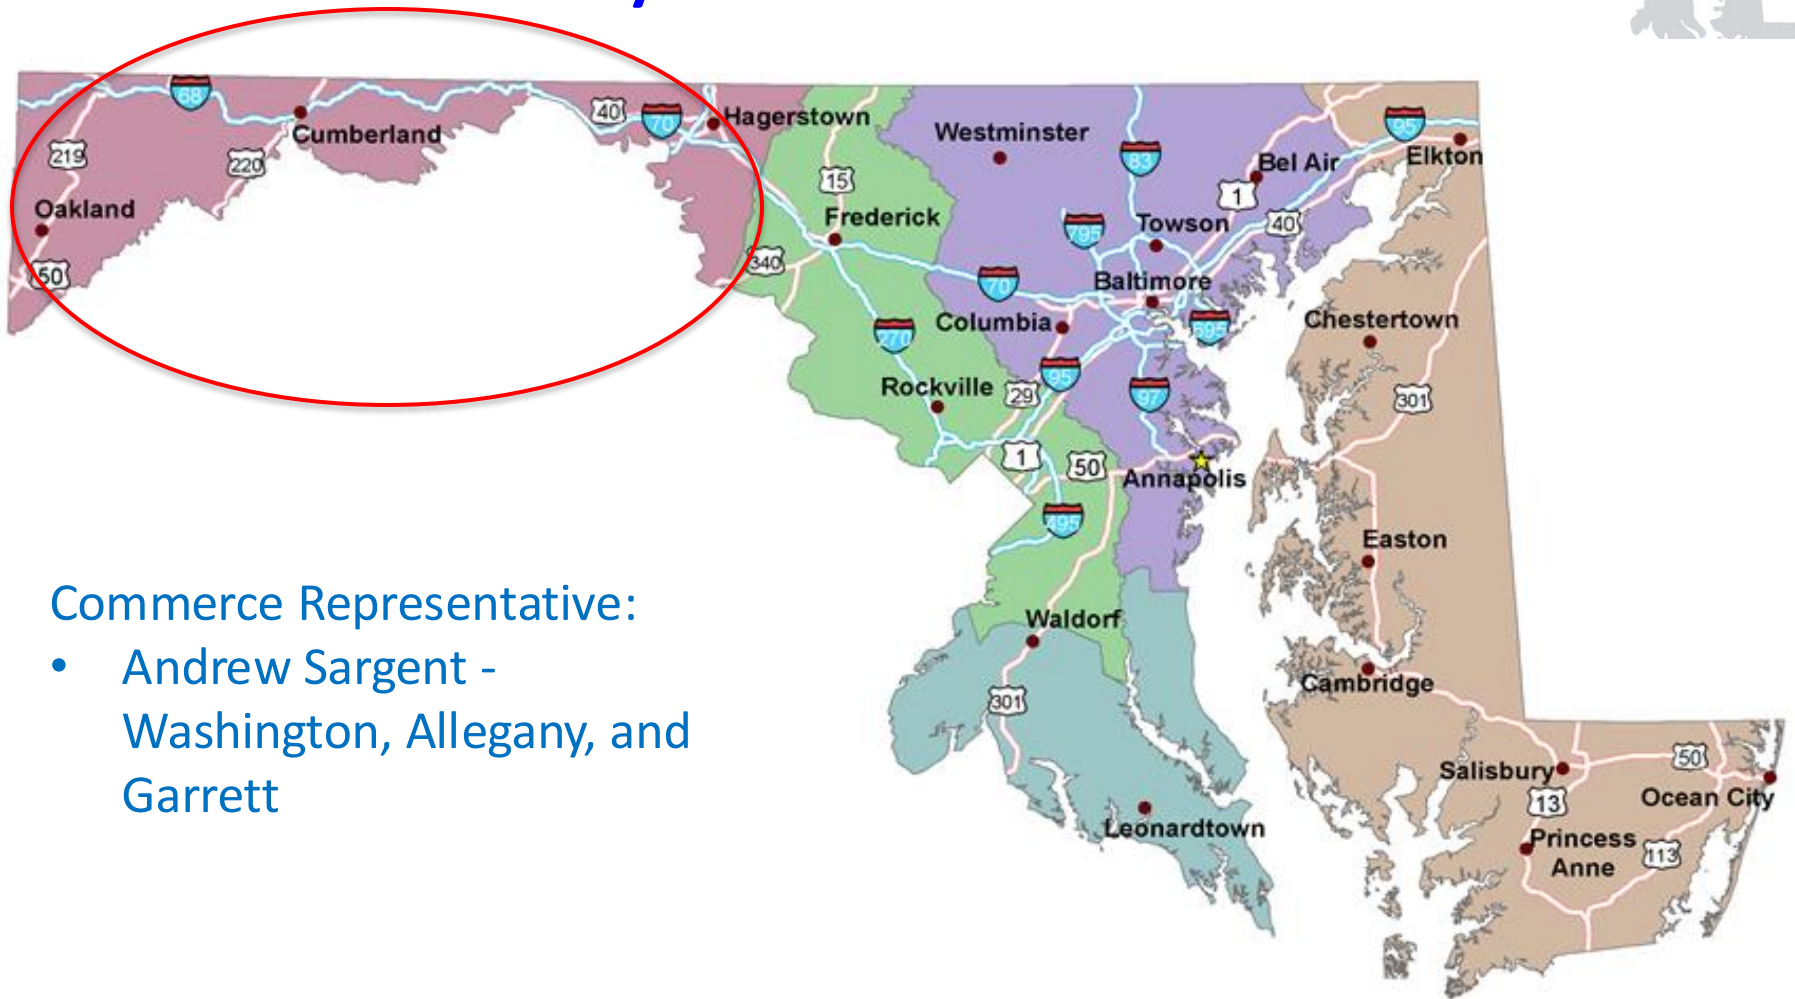 68
40
70
Hagerstown
Cumberland
219
220
Oakland
50
15
Frederick
340
Westminster
83
Bel Air
95
Elkton
1
40
795
Towson
70
Baltimore
Columbia
695
270
Chestertown
Rockville
29
95
97
301
1
50
Annapolis
495
Easton
Waldorf
Cambridge
301
Salisbury
50
13
Ocean City
Leonardtown
Princess
Anne
113
Commerce Representative:
• Andrew Sargent -
Washington, Allegany, and
Garrett